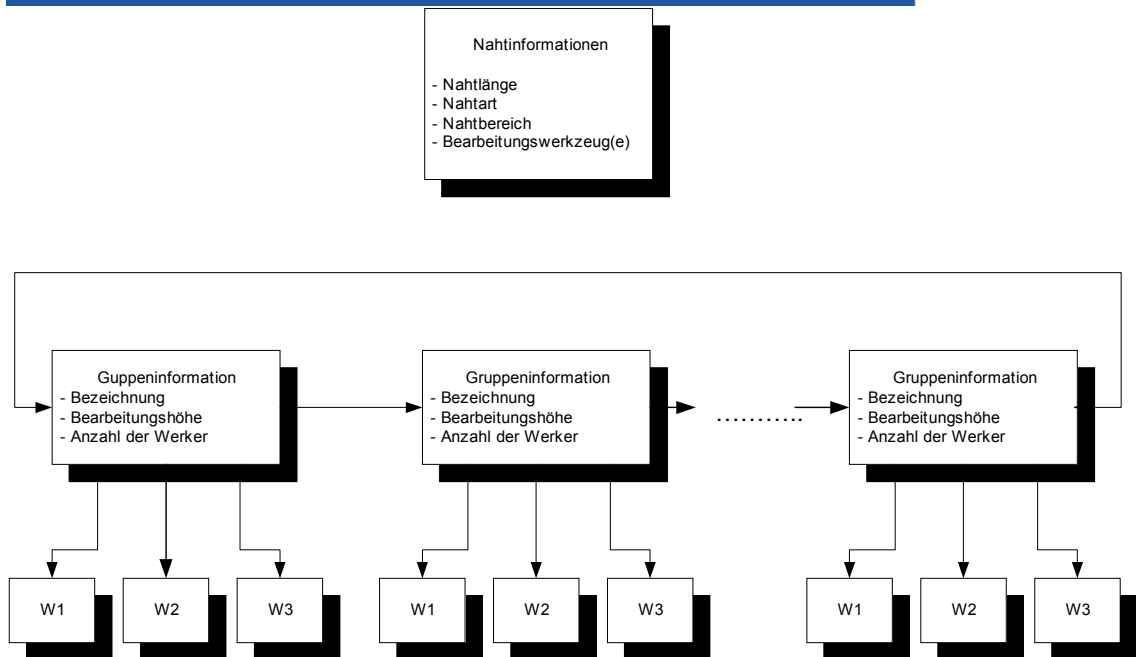 Nahtinformationen
- Nahtlänge
- Nahtart
- Nahtbereich
- Bearbeitungswerkzeug(e)
Guppeninformation
- Bezeichnung
- Bearbeitungshöhe
- Anzahl der Werker
Gruppeninformation
- Bezeichnung
- Bearbeitungshöhe
- Anzahl der Werker
...........
Gruppeninformation
- Bezeichnung
- Bearbeitungshöhe
- Anzahl der Werker
W1
W2
W3
W1
W2
W3
W1
W2
W3